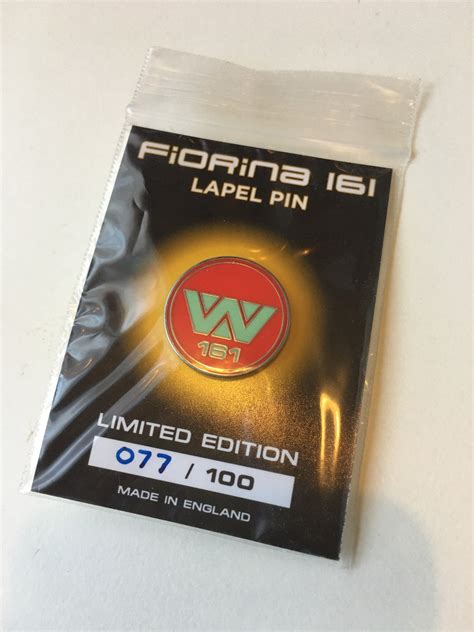 FiORiNa 161
LAPEL PIN
W
161
LIMITED EDITION
077 / 100
MADE IN ENGLAND